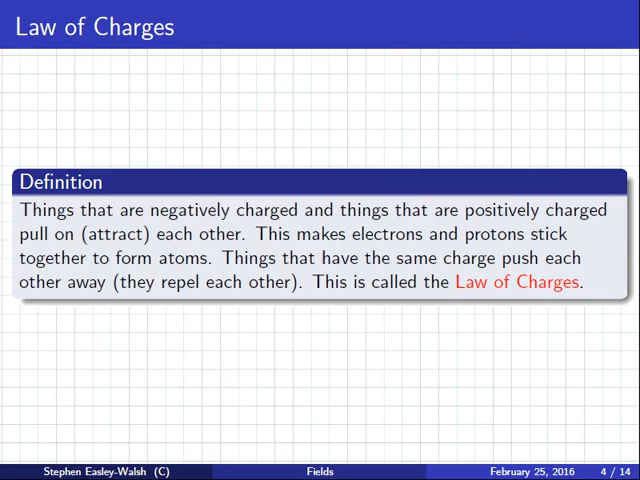 Law of Charges
Definition
Things that are negatively charged and things that are positively charged
pull on (attract) each other. This makes electrons and protons stick
together to form atoms. Things that have the same charge push each
other away (they repel each other). This is called the Law of Charges.
Stephen Easley-Walsh (C) Fields February 25, 2016 4 / 14